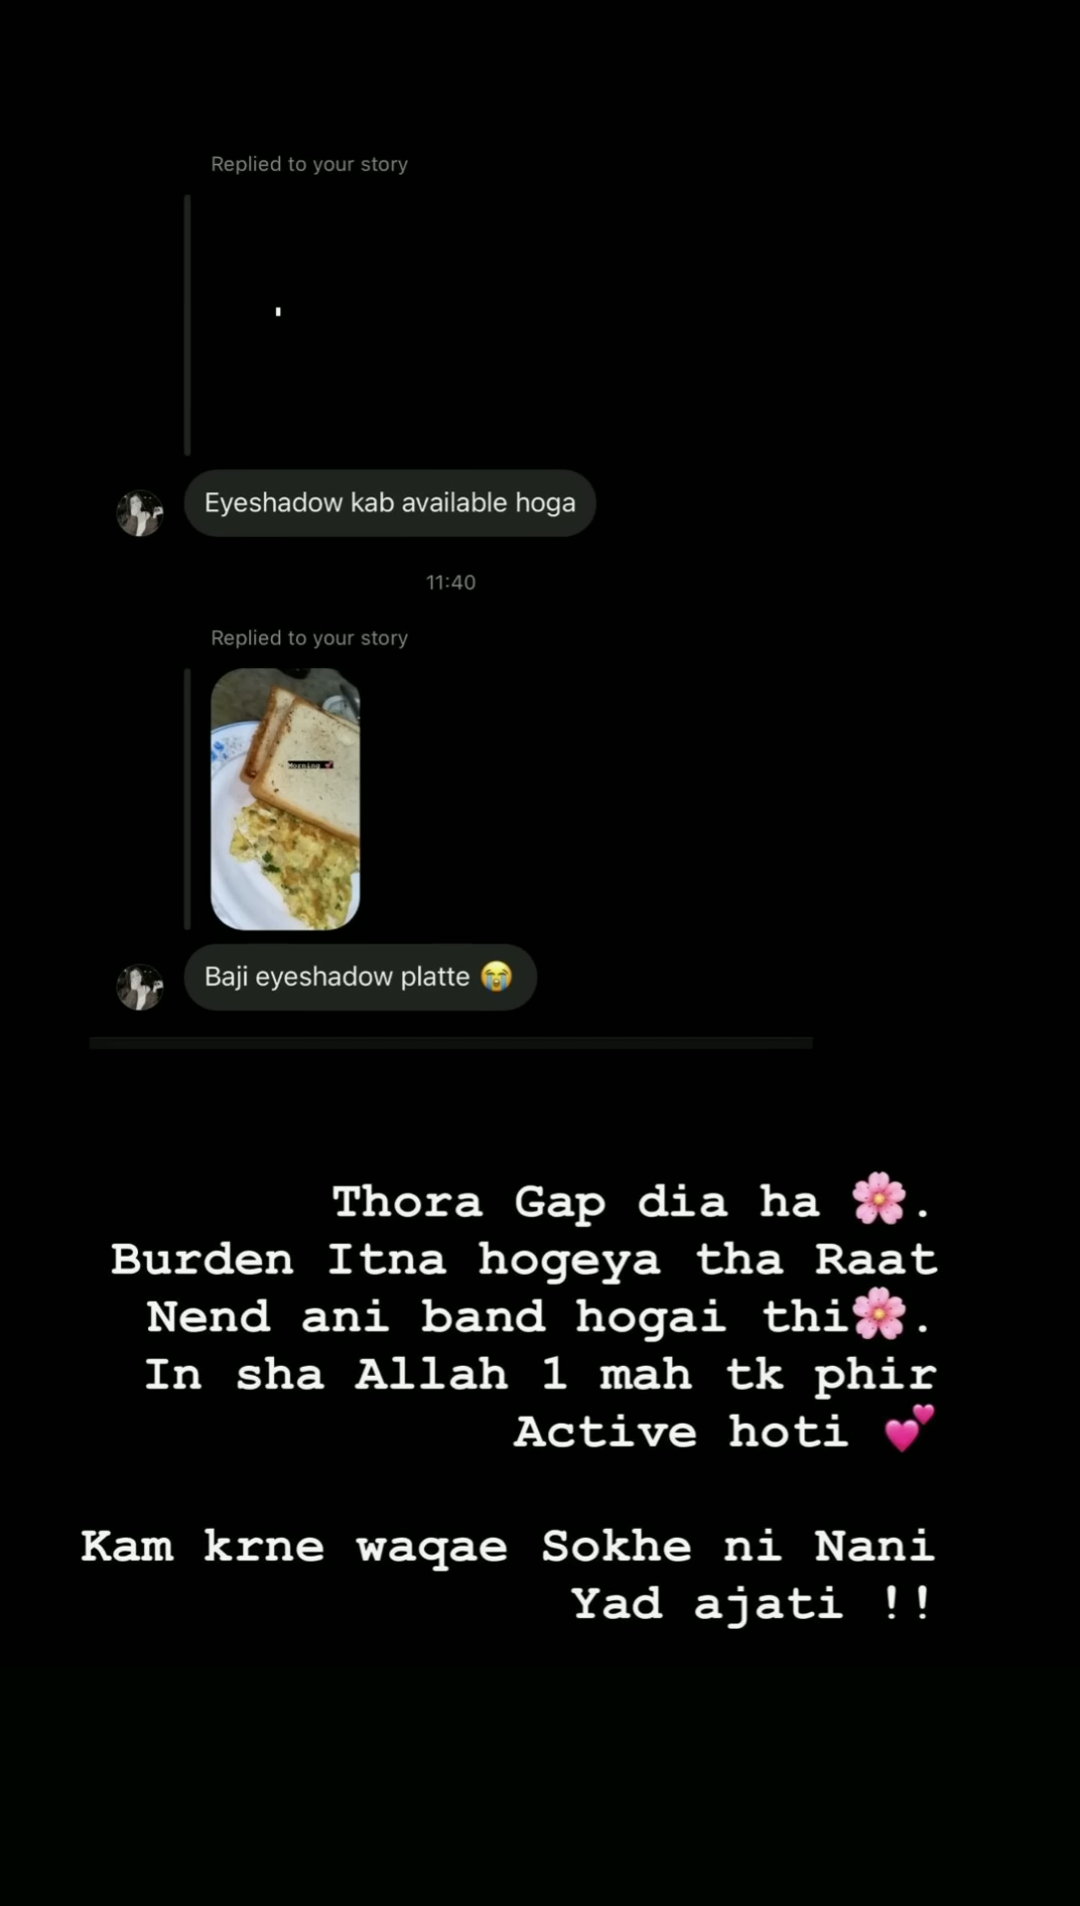 Replied to your story
Eyeshadow kab available hoga
11:40
Replied to your story
Morning 💕
Baji eyeshadow platte 😭
Thora Gap dia ha 🌸.
Burden Itna hogeya tha Raat
Nend ani band hogai thi🌸.
In sha Allah 1 mah tk phir
Active hoti 💕
Kam krne waqae Sokhe ni Nani
Yad ajati !!